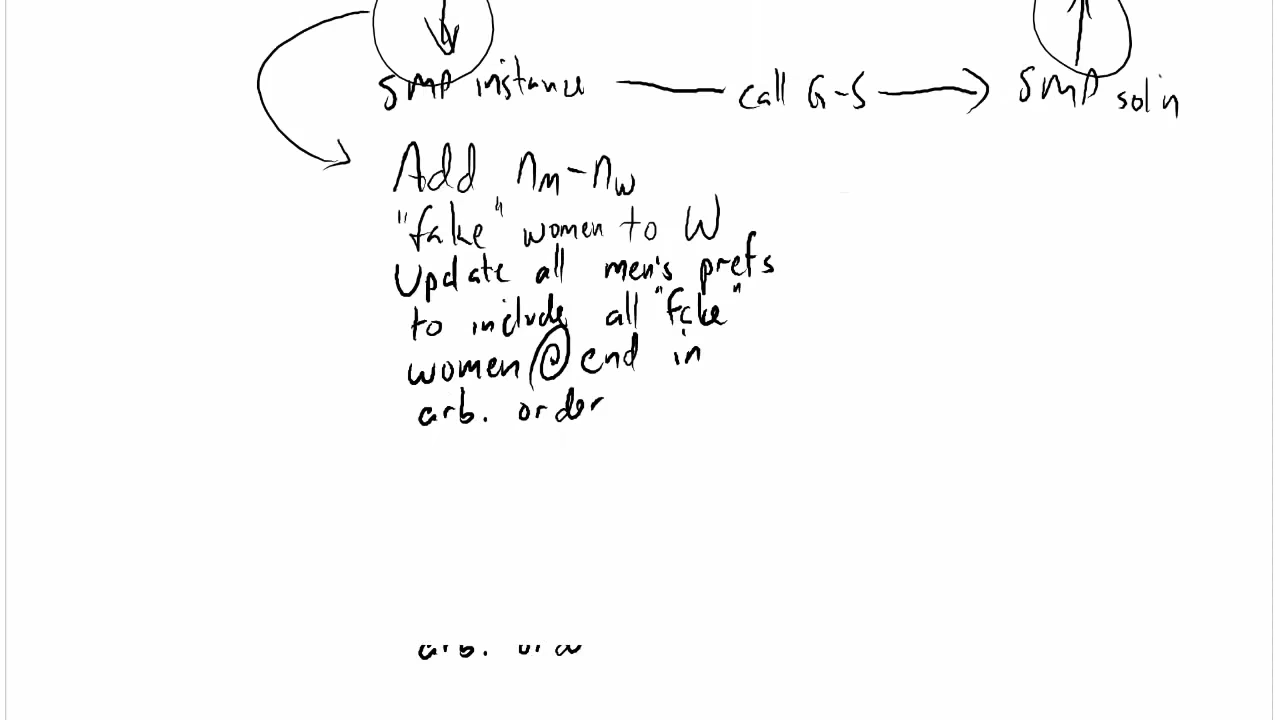 SMP instance call G-S SMP sol'n
Add nM-nW
"fake" women to W
Update all men's prefs
to include all "fake"
women @ end in
arb. order
arb.